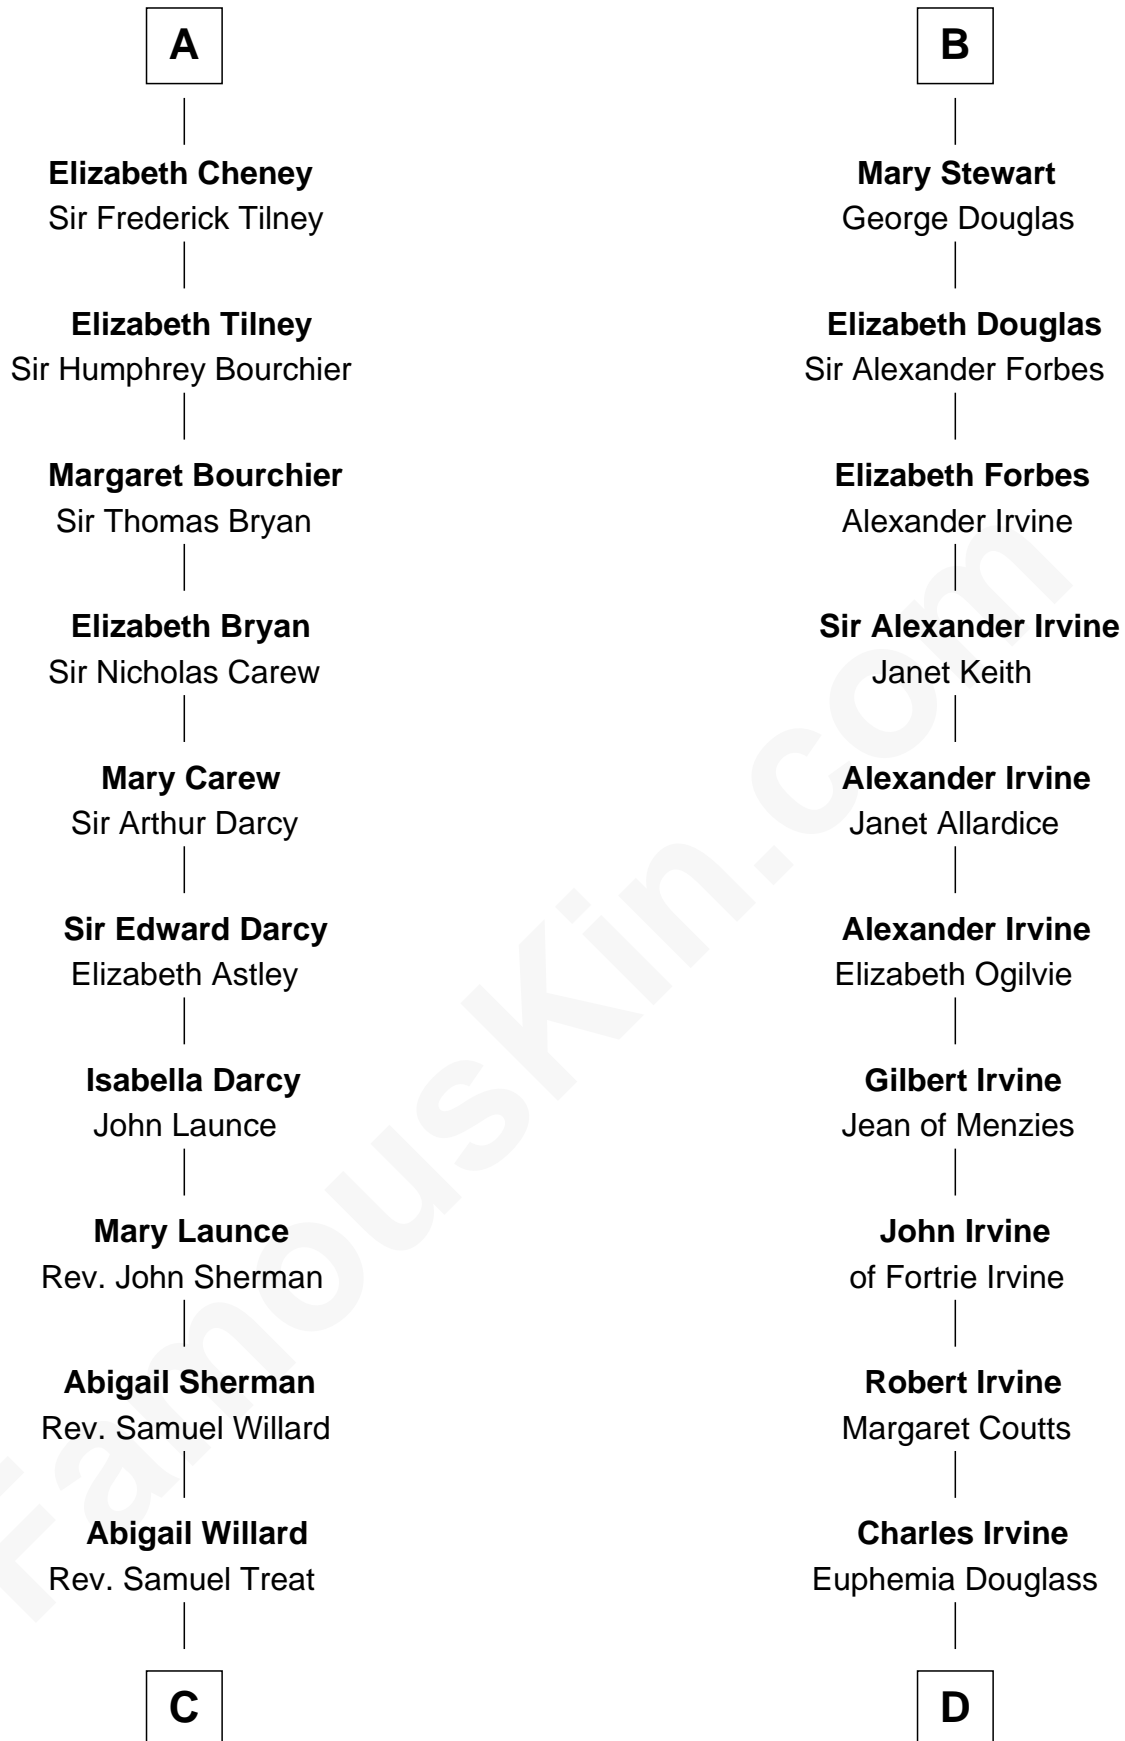 A
Elizabeth Cheney
Sir Frederick Tilney
Elizabeth Tilney
Sir Humphrey Bourchier
Margaret Bourchier
Sir Thomas Bryan
Elizabeth Bryan
Sir Nicholas Carew
Mary Carew
Sir Arthur Darcy
Sir Edward Darcy
Elizabeth Astley
Isabella Darcy
John Launce
Mary Launce
Rev. John Sherman
Abigail Sherman
Rev. Samuel Willard
Abigail Willard
Rev. Samuel Treat
C
B
Mary Stewart
George Douglas
Elizabeth Douglas
Sir Alexander Forbes
Elizabeth Forbes
Alexander Irvine
Sir Alexander Irvine
Janet Keith
Alexander Irvine
Janet Allardice
Alexander Irvine
Elizabeth Ogilvie
Gilbert Irvine
Jean of Menzies
John Irvine
of Fortrie Irvine
Robert Irvine
Margaret Coutts
Charles Irvine
Euphemia Douglass
D
FamousKin.com